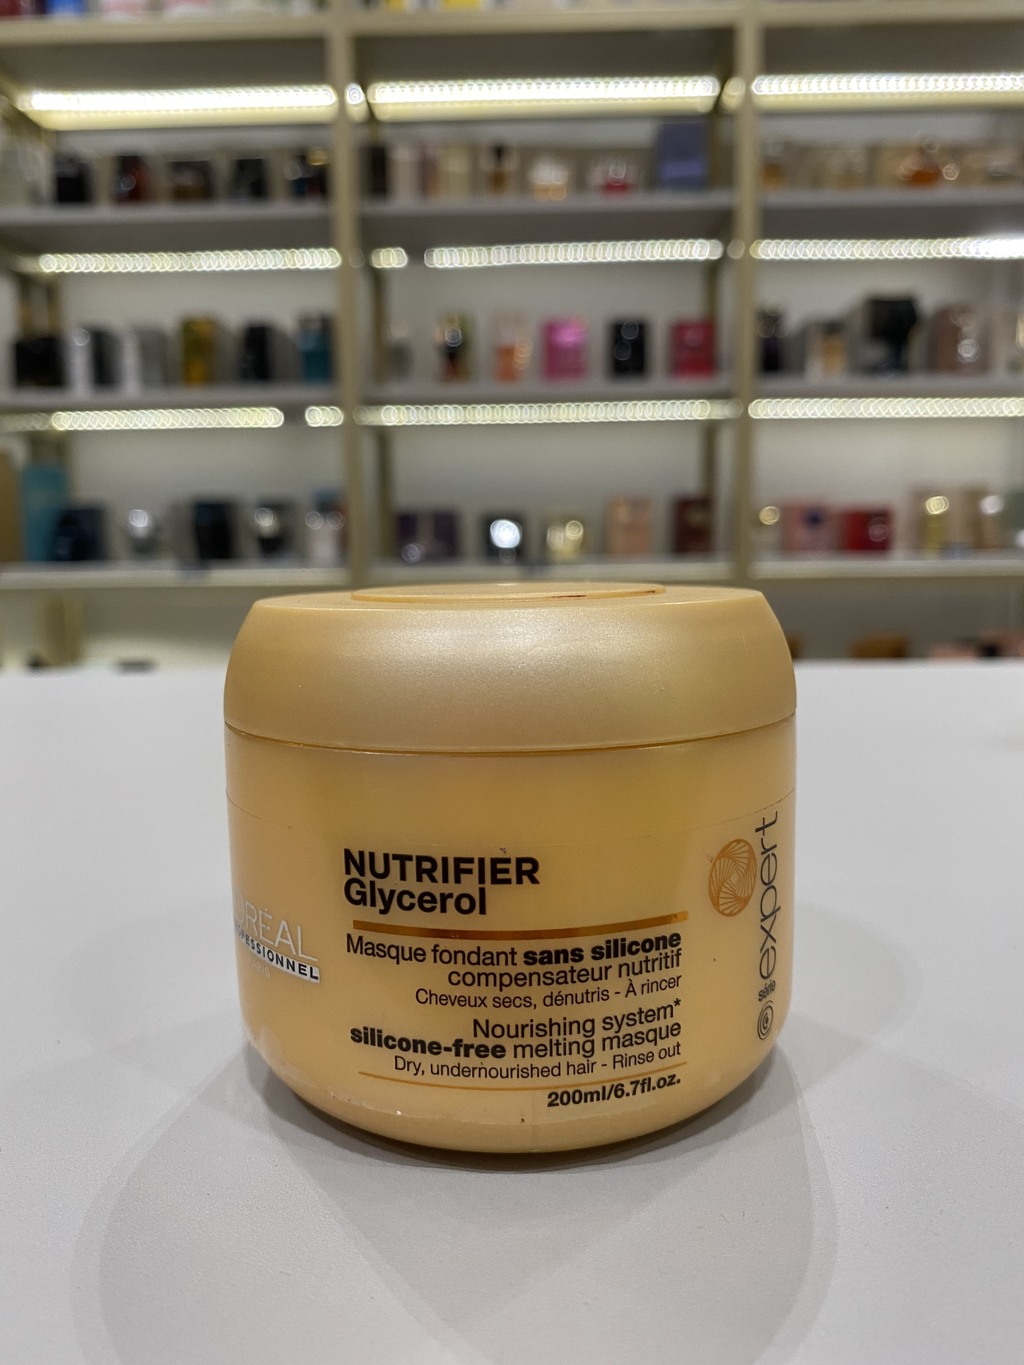 NUTRIFIER
Glycerol
ORÉAL
PROFESSIONNEL
Masque fondant sans silicone
compensateur nutritif
Cheveux secs, dénutris - À rincer
Nourishing system*
silicone-free melting masque
Dry, undernourished hair - Rinse out
200ml/6.7fl.oz.
série expert